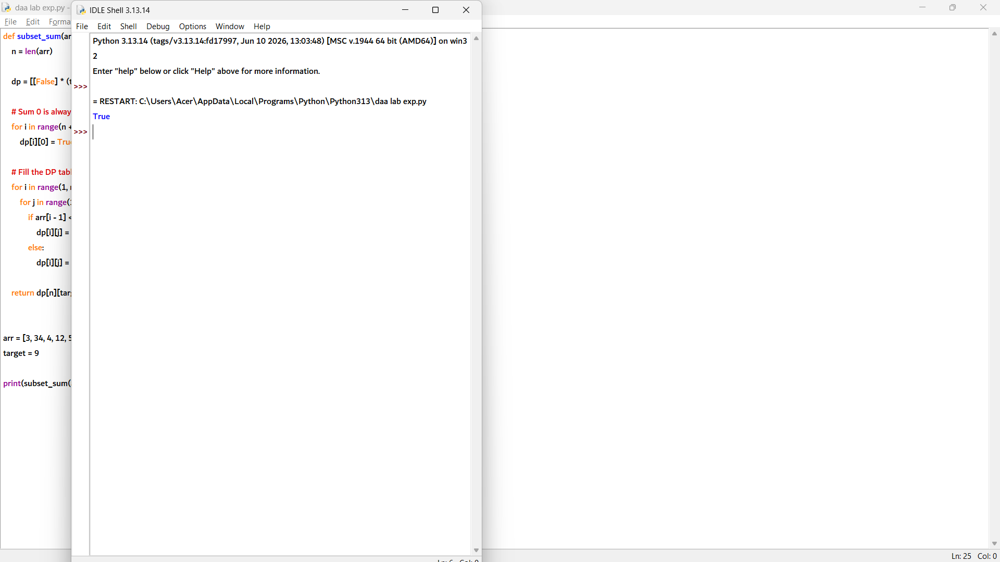 daa lab exp.py -
File Edit Forma
def subset_sum(ar
n = len(arr)
dp = [[False] * (t
# Sum 0 is alway
for i in range(n +
dp[i][0] = True
# Fill the DP tabl
for i in range(1, n
for j in range(1
if arr[i - 1] <
dp[i][j] =
else:
dp[i][j] =
return dp[n][targ
arr = [3, 34, 4, 12, 5
target = 9
print(subset_sum(
IDLE Shell 3.13.14
File Edit Shell Debug Options Window Help
Python 3.13.14 (tags/v3.13.14:fd17997, Jun 10 2026, 13:03:48) [MSC v.1944 64 bit (AMD64)] on win3
2
Enter "help" below or click "Help" above for more information.
>>>
= RESTART: C:\Users\Acer\AppData\Local\Programs\Python\Python313\daa lab exp.py
True
>>>
Ln: 6 Col: 0
Ln: 25 Col: 0